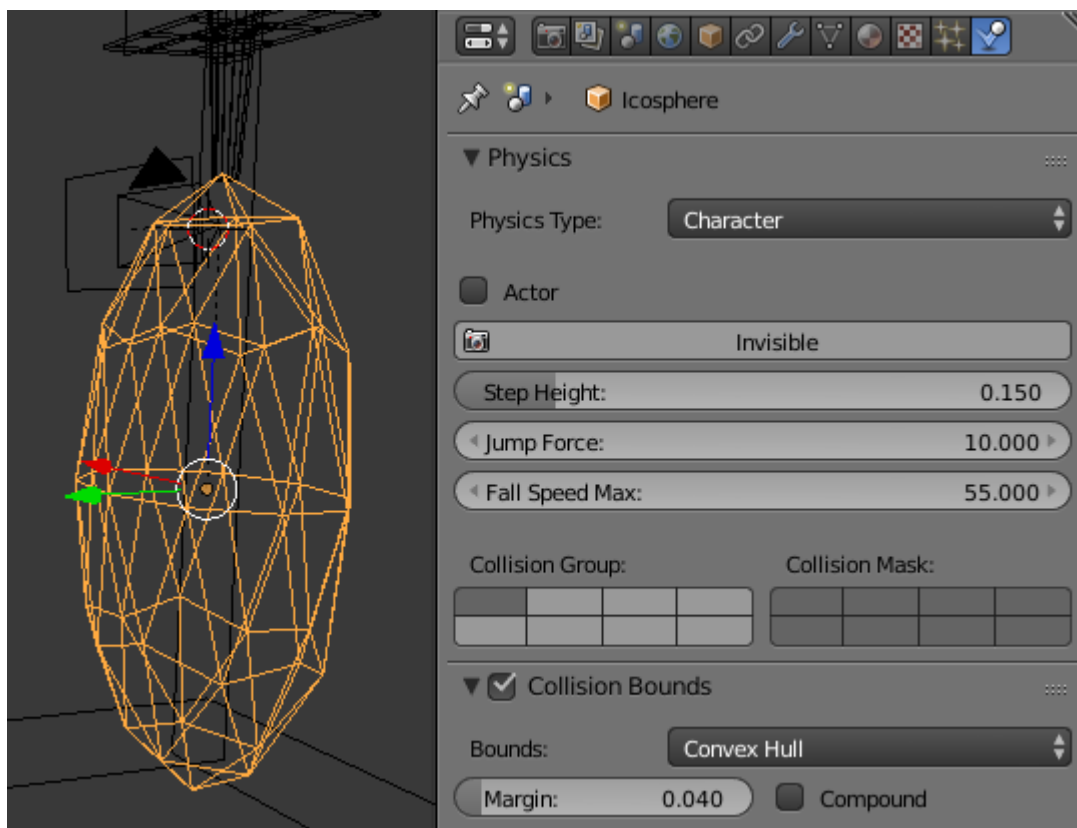 Icosphere
Physics
Physics Type: Character
Actor
Invisible
Step Height: 0.150
Jump Force: 10.000
Fall Speed Max: 55.000
Collision Group: Collision Mask:
Collision Bounds
Bounds: Convex Hull
Margin: 0.040 Compound